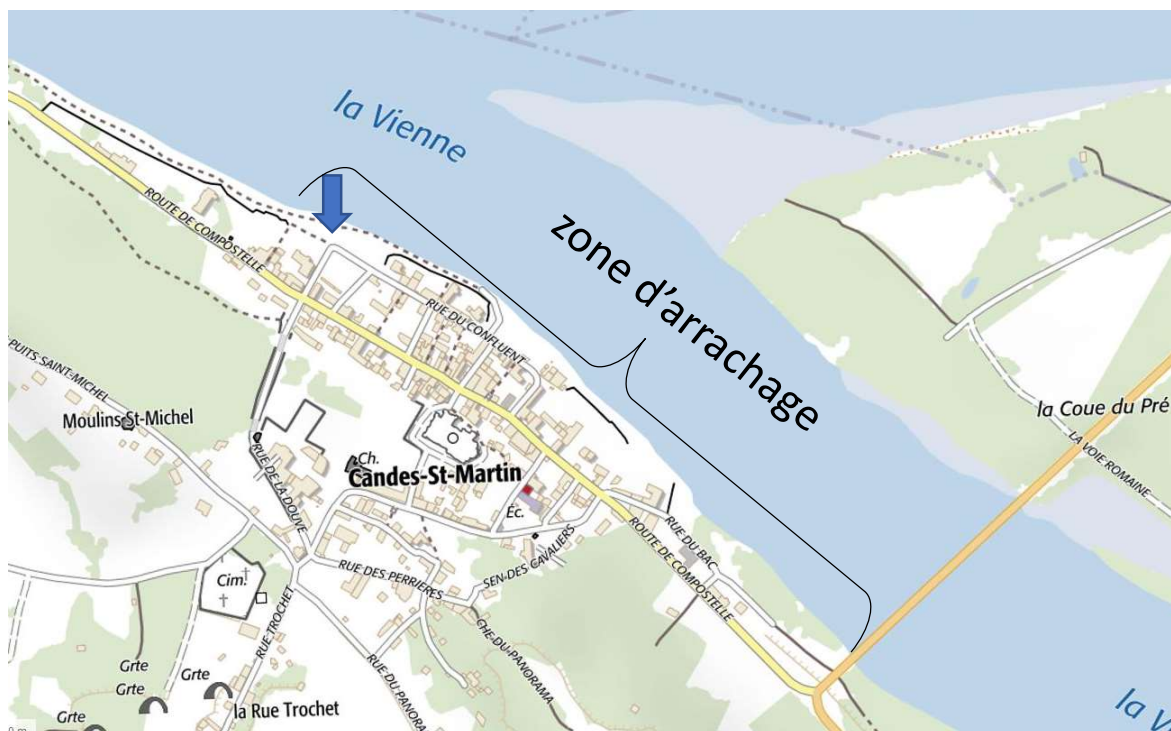 la Vienne
zone d'arrachage
ROUTE DE COMPOSTELLE
RUE DU CONFLUENT
PUITS-SAINT-MICHEL
Moulins-St-Michel
Ch.
Candes-St-Martin
Éc.
RUE DE LA DOUVE
la Coue du Pré
LA VOIE ROMAINE
RUE DU BAC
ROUTE DE COMPOSTELLE
SEN-DES CAVALIERS
RUE DES PERRIÈRES
Cim.
RUE TROCHET
CHE-DU-PANORAMA
RUE-DU-PANORA
Grte
Grte
Grte
Grte
la Rue Trochet
la V